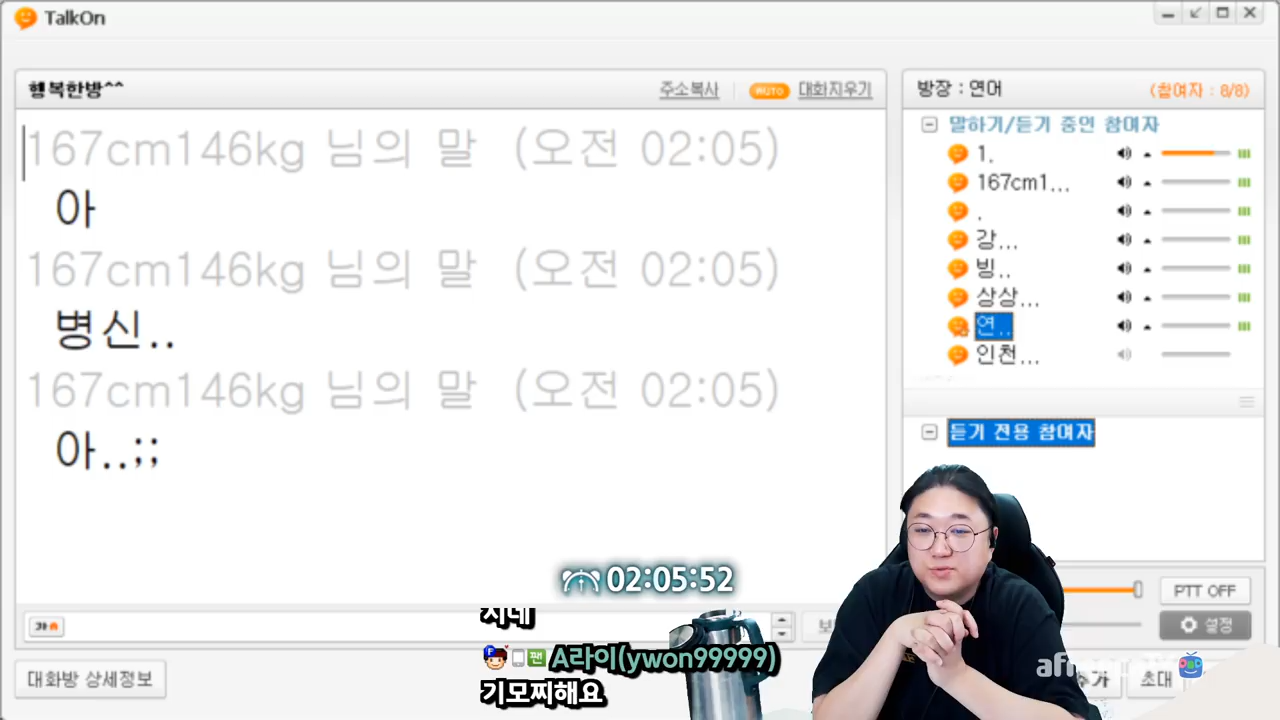 TalkOn
행복한방^^
주소복사
AUTO
대화지우기
167cm146kg 님의 말 (오전 02:05)
아
167cm146kg 님의 말 (오전 02:05)
병신..
167cm146kg 님의 말 (오전 02:05)
아..;;
방장 : 연어
(참여자 : 8/8)
말하기/듣기 중인 참여자
1.
167cm1...
.
강...
빙..
상상...
연..
인천...
듣기 전용 참여자
PTT OFF
설정
초대
02:05:52
A라이(ywon99999)
기모찌해요
대화방 상세정보